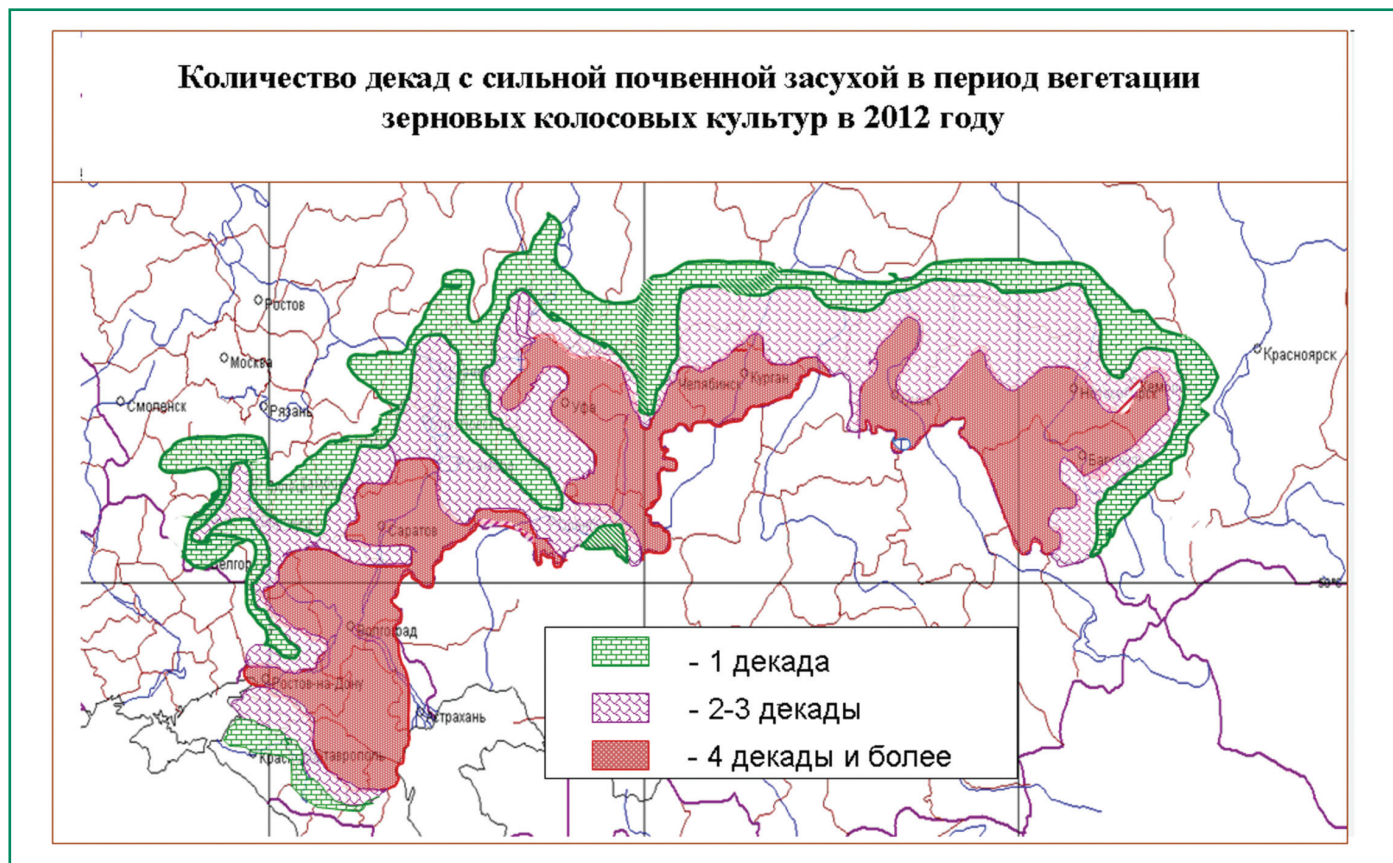 Количество декад с сильной почвенной засухой в период вегетации
зерновых колосовых культур в 2012 году
Ростов
Москва
Красноярск
Челябинск
Курган
Смоленск
Рязань
Уфа
Саратов
Волгоград
Ростов-на-Дону
Астрахань
- 1 декада
- 2-3 декады
- 4 декады и более